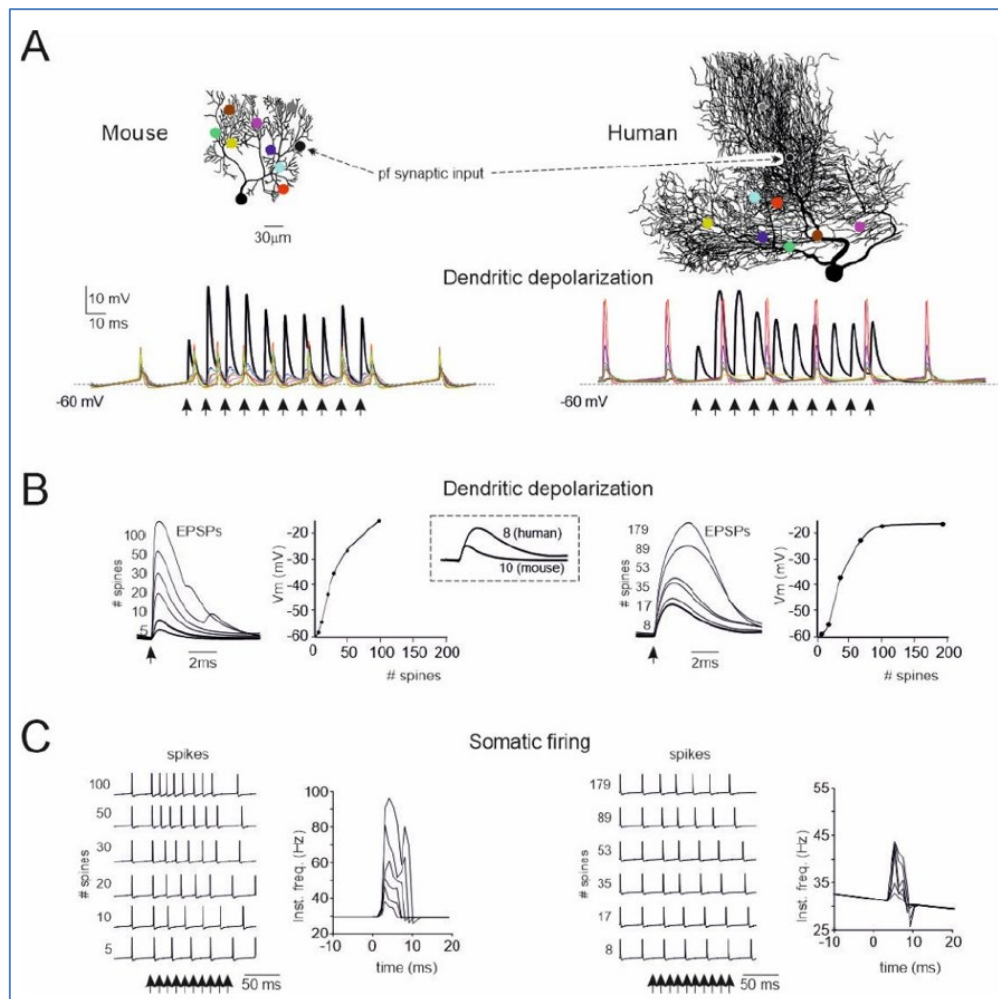 A
Mouse
Human
pf synaptic input
30μm
Dendritic depolarization
10 mV
10 ms
-60 mV
-60 mV
B
Dendritic depolarization
EPSPs
# spines
100
50
30
20
10
5
2ms
Vm (mV)
-20
-30
-40
-50
-60
0
50
100
150
200
# spines
8 (human)
10 (mouse)
EPSPs
# spines
179
89
53
35
17
8
2ms
Vm (mV)
-20
-30
-40
-50
-60
0
50
100
150
200
# spines
C
Somatic firing
spikes
# spines
100
50
30
20
10
5
50 ms
Inst. freq. (Hz)
100
80
60
40
20
-10
0
10
20
time (ms)
spikes
# spines
179
89
53
35
17
8
50 ms
Inst. freq. (Hz)
55
45
35
25
-10
0
10
20
time (ms)